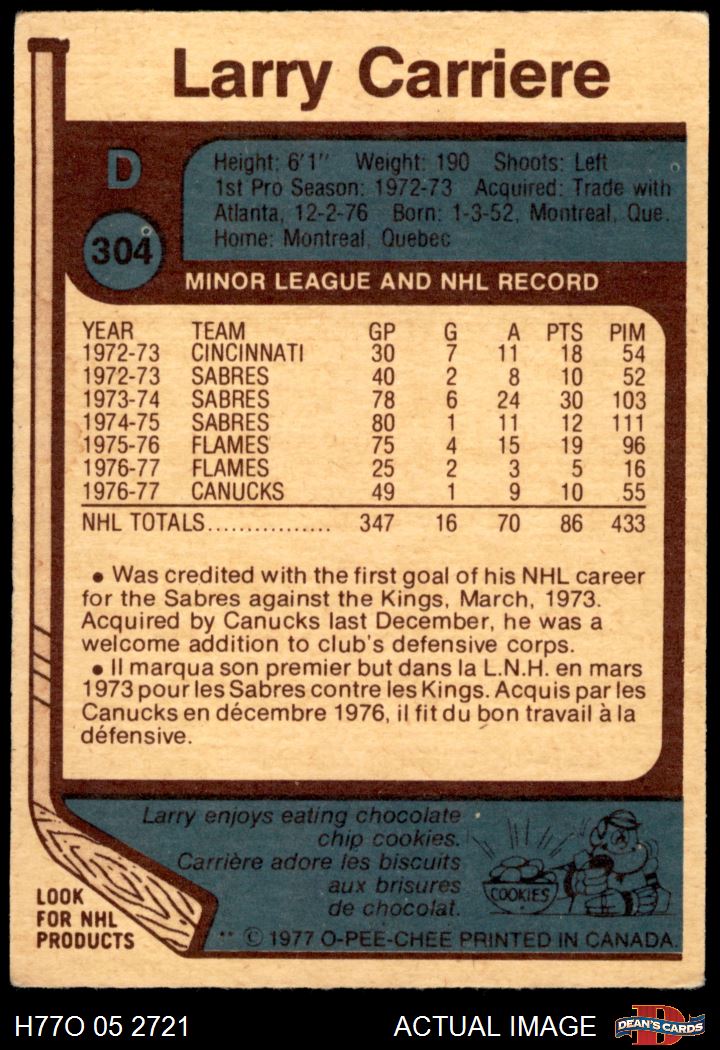 Larry Carriere
D
304
Height: 6'1" Weight: 190 Shoots: Left
1st Pro Season: 1972-73 Acquired: Trade with
Atlanta, 12-2-76 Born: 1-3-52, Montreal, Que.
Home: Montreal, Quebec
MINOR LEAGUE AND NHL RECORD
YEAR TEAM GP G A PTS PIM
1972-73 CINCINNATI 30 7 11 18 54
1972-73 SABRES 40 2 8 10 52
1973-74 SABRES 78 6 24 30 103
1974-75 SABRES 80 1 11 12 111
1975-76 FLAMES 75 4 15 19 96
1976-77 FLAMES 25 2 3 5 16
1976-77 CANUCKS 49 1 9 10 55
NHL TOTALS................ 347 16 70 86 433
• Was credited with the first goal of his NHL career
for the Sabres against the Kings, March, 1973.
Acquired by Canucks last December, he was a
welcome addition to club's defensive corps.
• Il marqua son premier but dans la L.N.H. en mars
1973 pour les Sabres contre les Kings. Acquis par les
Canucks en décembre 1976, il fit du bon travail à la
défensive.
Larry enjoys eating chocolate
chip cookies.
Carrière adore les biscuits
aux brisures
de chocolat.
COOKIES
LOOK
FOR NHL
PRODUCTS
** © 1977 O-PEE-CHEE PRINTED IN CANADA.
H77O 05 2721
ACTUAL IMAGE
DEAN'S CARDS